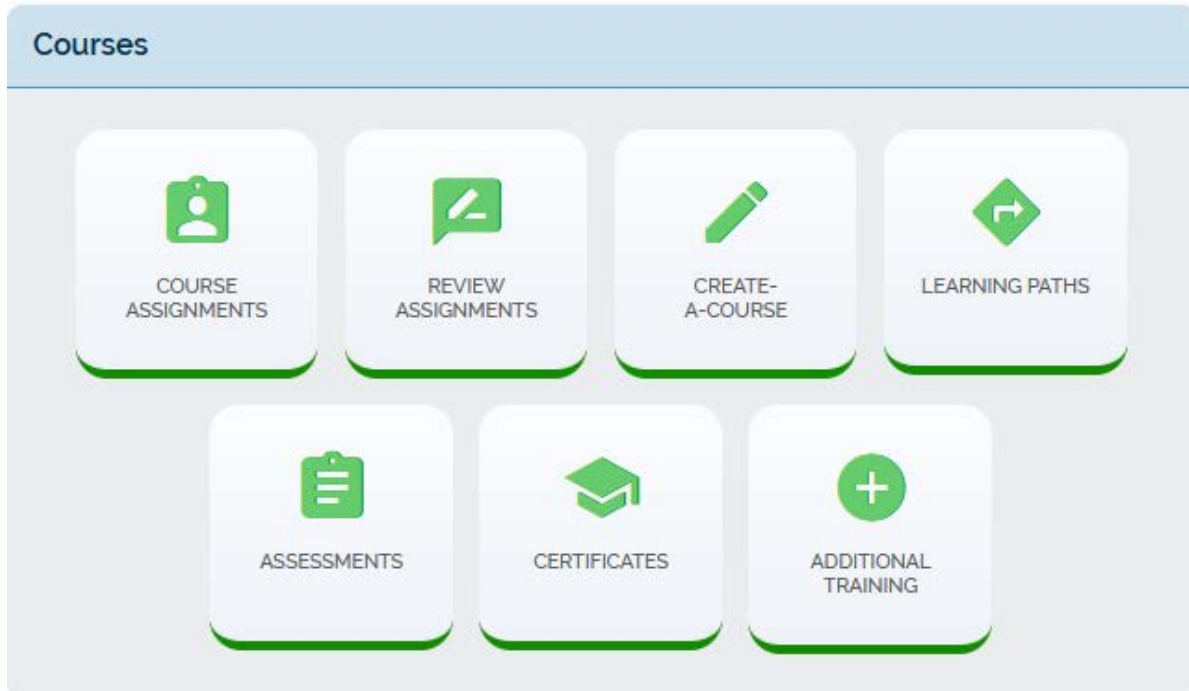 Courses
COURSE
ASSIGNMENTS
REVIEW
ASSIGNMENTS
CREATE-
A-COURSE
LEARNING PATHS
ASSESSMENTS
CERTIFICATES
ADDITIONAL
TRAINING